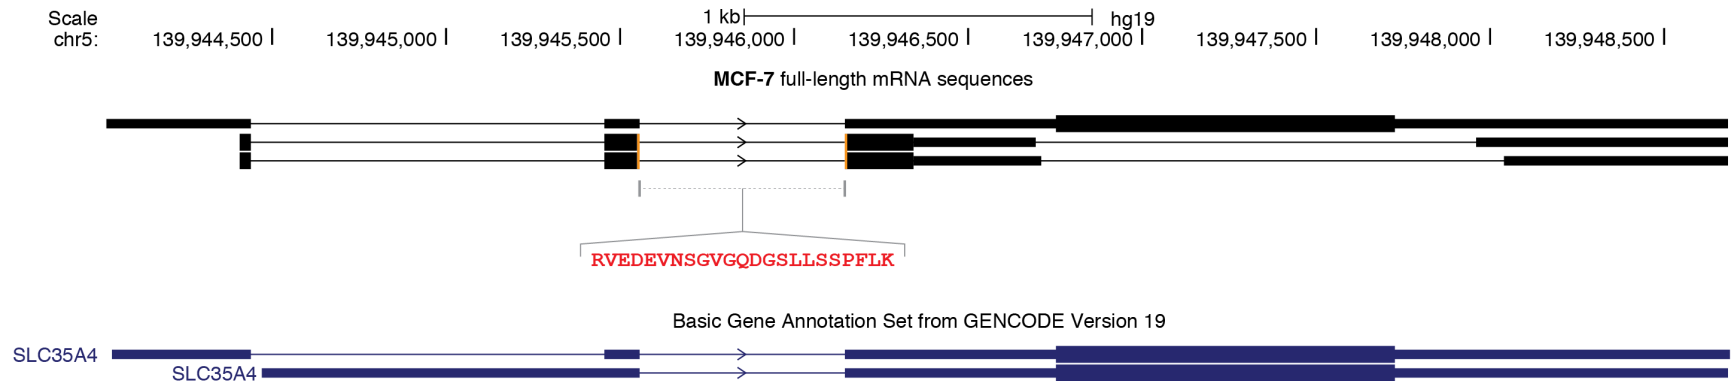 Scale 1 kb hg19
chr5: 139,944,500 139,945,000 139,945,500 139,946,000 139,946,500 139,947,000 139,947,500 139,948,000 139,948,500
MCF-7 full-length mRNA sequences
RVEDEVNSGVGQDGSLLSSPFLK
Basic Gene Annotation Set from GENCODE Version 19
SLC35A4
SLC35A4